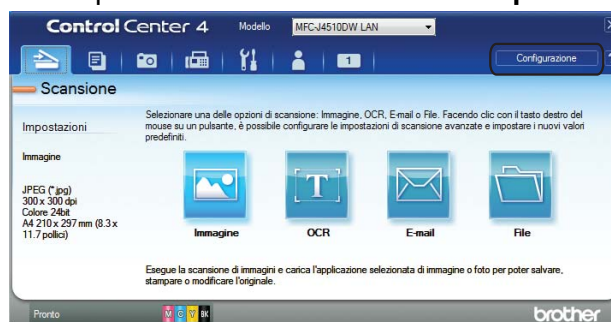 Control Center 4 Modello MFC-J4510DW LAN
1
Configurazione
Scansione
Impostazioni
Selezionare una delle opzioni di scansione: Immagine, OCR, E-mail o File. Facendo clic con il tasto destro del
mouse su un pulsante, è possibile configurare le impostazioni di scansione avanzate e impostare i nuovi valori
predefiniti.
Immagine
JPEG (*.jpg)
300 x 300 dpi
Colore 24bit
A4 210 x 297 mm (8.3 x
11.7 pollici)
T
Immagine OCR E-mail File
Esegue la scansione di immagini e carica l'applicazione selezionata di immagine o foto per poter salvare,
stampare o modificare l'originale.
Pronto M C Y BK brother